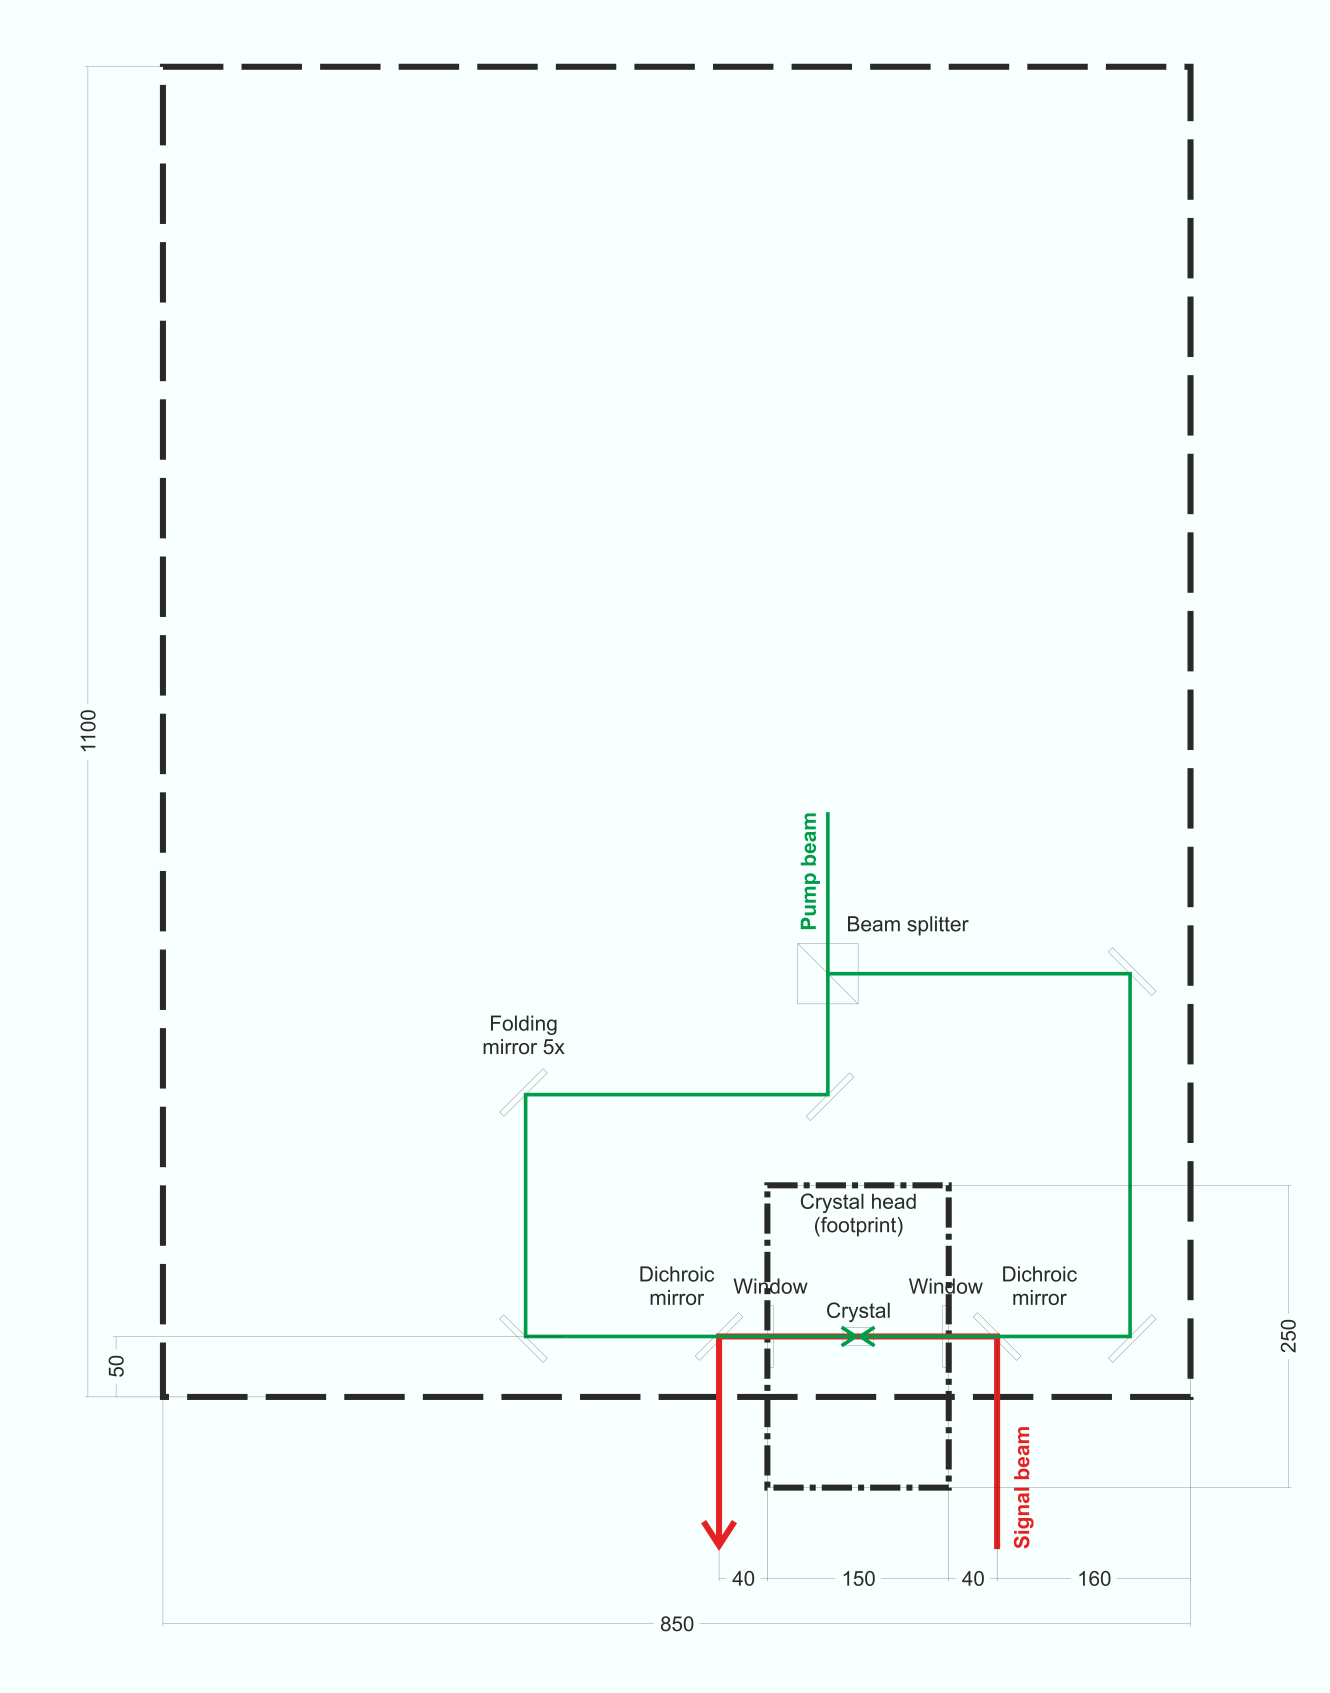 1100
Pump beam
Beam splitter
Folding
mirror 5x
Crystal head
(footprint)
Dichroic
mirror
Window
Window
Dichroic
mirror
Crystal
50
250
Signal beam
40
150
40
160
850